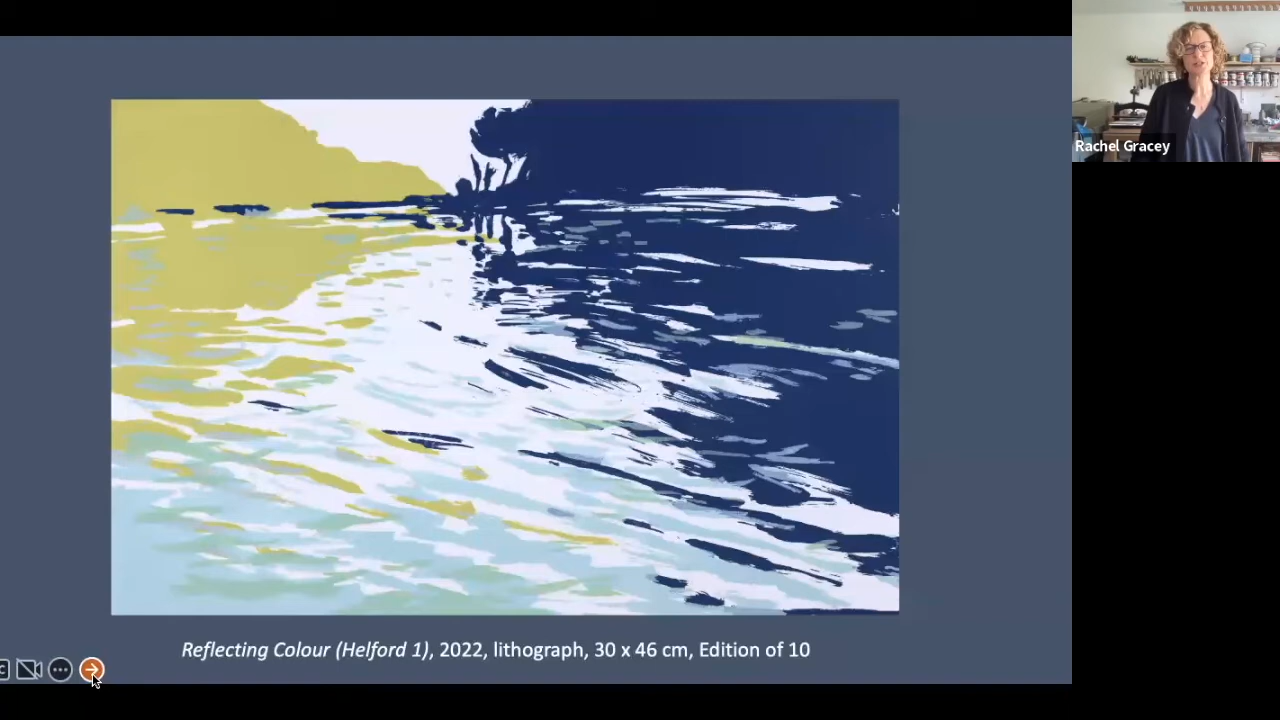 Rachel Gracey
Reflecting Colour (Helford 1), 2022, lithograph, 30 x 46 cm, Edition of 10